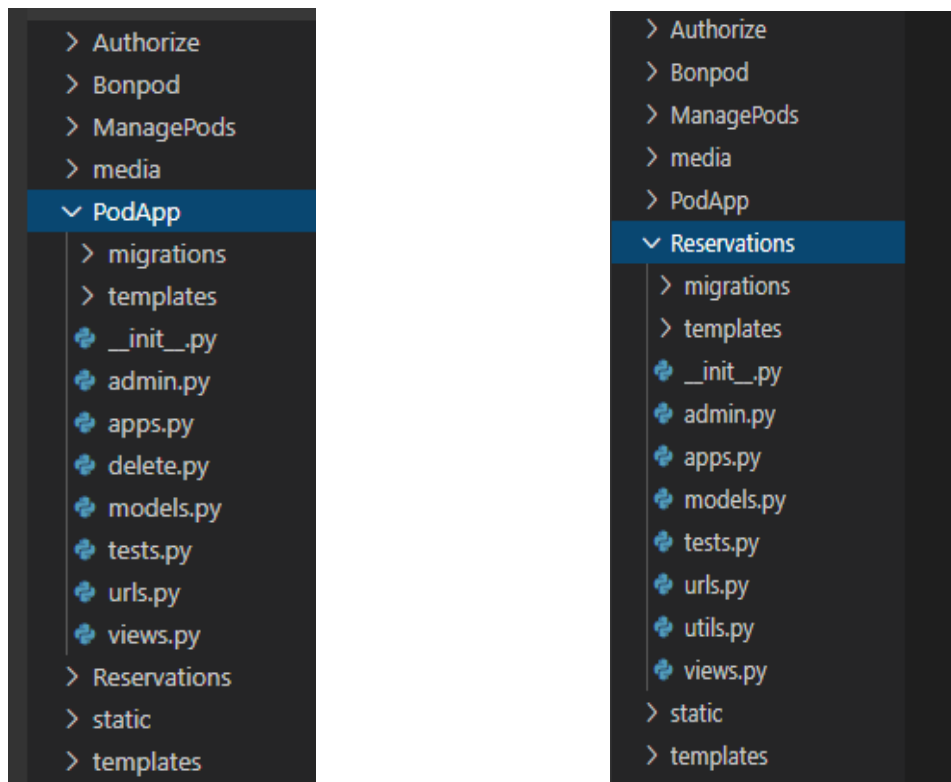 Authorize
Bonpod
ManagePods
media
PodApp
migrations
templates
__init__.py
admin.py
apps.py
delete.py
models.py
tests.py
urls.py
views.py
Reservations
static
templates
Authorize
Bonpod
ManagePods
media
PodApp
Reservations
migrations
templates
__init__.py
admin.py
apps.py
models.py
tests.py
urls.py
utils.py
views.py
static
templates